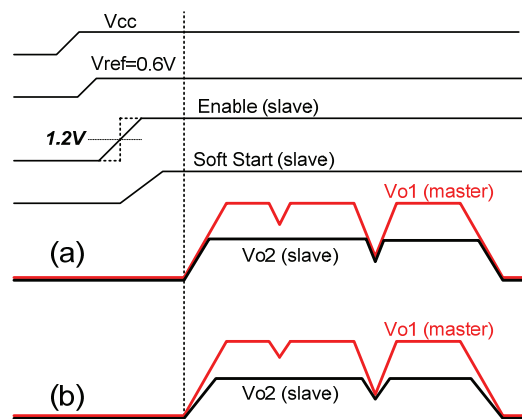 Vcc
Vref=0.6V
Enable (slave)
1.2V
Soft Start (slave)
Vo1 (master)
(a)
Vo2 (slave)
Vo1 (master)
(b)
Vo2 (slave)